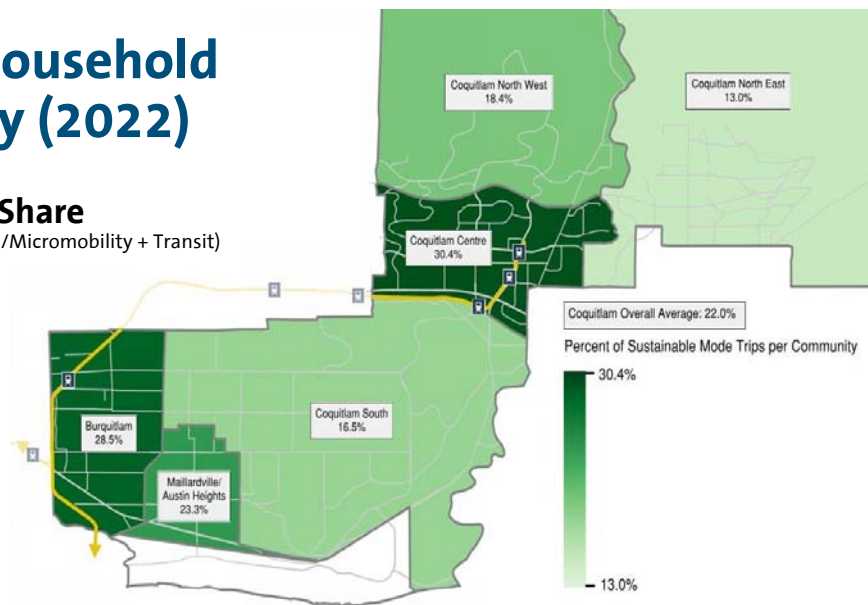 ousehold
y (2022)
Share
/Micromobility + Transit)
Coquitlam North West
18.4%
Coquitlam North East
13.0%
Coquitlam Centre
30.4%
Coquitlam Overall Average: 22.0%
Percent of Sustainable Mode Trips per Community
30.4%
13.0%
Burquitlam
28.5%
Coquitlam South
16.5%
Maillardville/
Austin Heights
23.3%